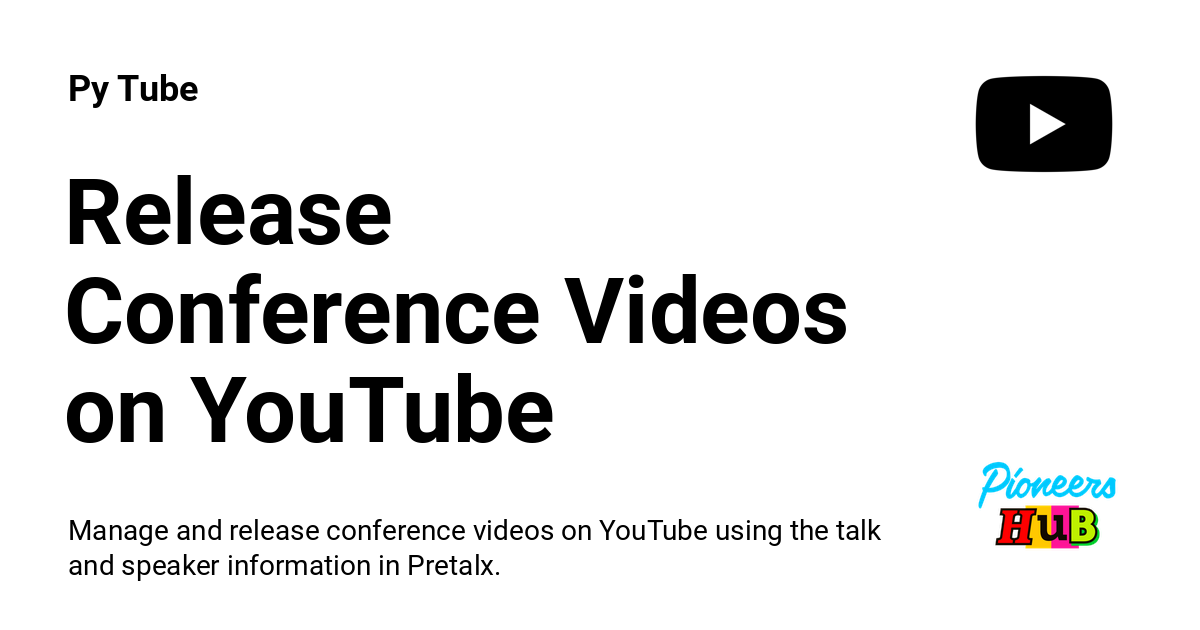 Py Tube
Release
Conference Videos
on YouTube
Manage and release conference videos on YouTube using the talk
and speaker information in Pretalx.
Pioneers
HuB